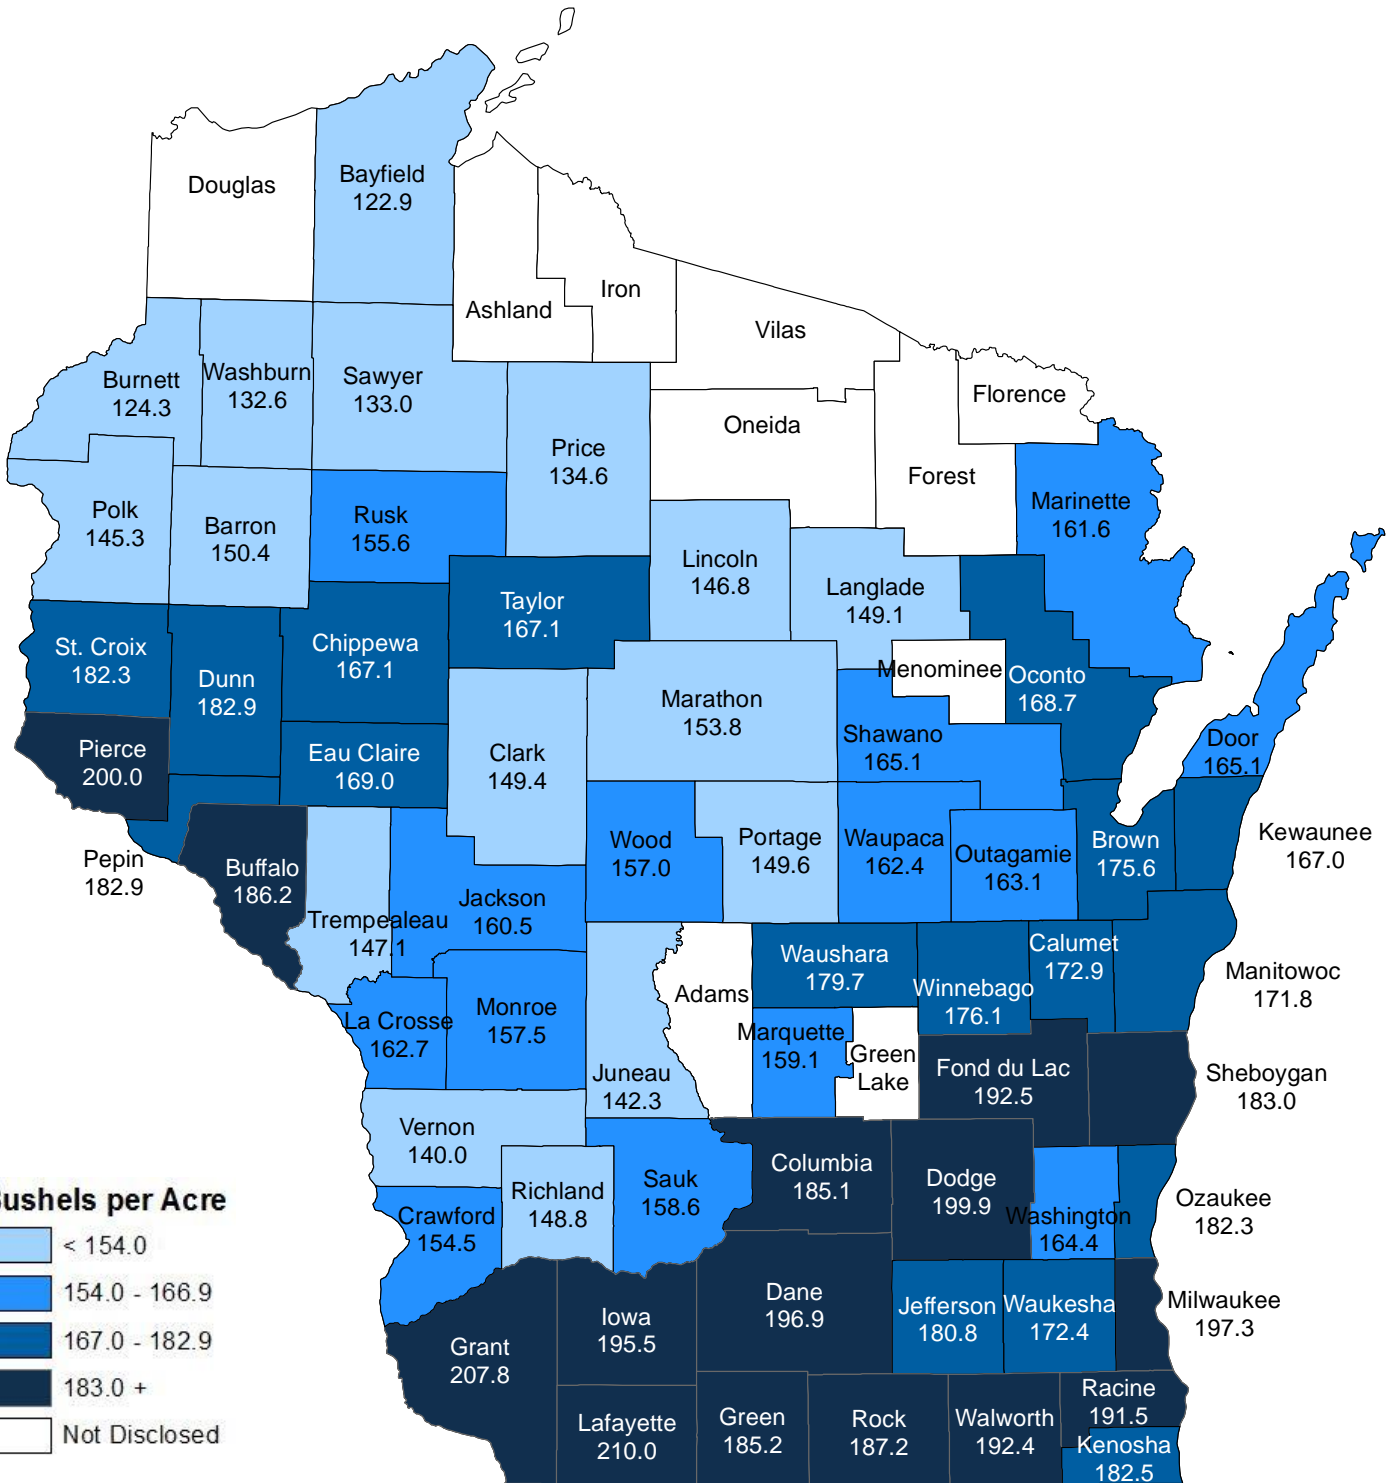 Douglas
Bayfield
122.9
Ashland
Iron
Vilas
Burnett
124.3
Washburn
132.6
Sawyer
133.0
Price
134.6
Oneida
Florence
Forest
Marinette
161.6
Polk
145.3
Barron
150.4
Rusk
155.6
Lincoln
146.8
Langlade
149.1
Taylor
167.1
St. Croix
182.3
Dunn
182.9
Chippewa
167.1
Menominee
Oconto
168.7
Marathon
153.8
Shawano
165.1
Door
165.1
Pierce
200.0
Eau Claire
169.0
Clark
149.4
Wood
157.0
Portage
149.6
Waupaca
162.4
Outagamie
163.1
Brown
175.6
Kewaunee
167.0
Pepin
182.9
Buffalo
186.2
Trempealeau
147.1
Jackson
160.5
Waushara
179.7
Winnebago
176.1
Calumet
172.9
Manitowoc
171.8
Adams
La Crosse
162.7
Monroe
157.5
Juneau
142.3
Marquette
159.1
Green
Lake
Fond du Lac
192.5
Sheboygan
183.0
Vernon
140.0
Richland
148.8
Sauk
158.6
Columbia
185.1
Dodge
199.9
Washington
164.4
Ozaukee
182.3
Crawford
154.5
Grant
207.8
Iowa
195.5
Dane
196.9
Jefferson
180.8
Waukesha
172.4
Milwaukee
197.3
Lafayette
210.0
Green
185.2
Rock
187.2
Walworth
192.4
Racine
191.5
Kenosha
182.5
ushels per Acre
< 154.0
154.0 - 166.9
167.0 - 182.9
183.0 +
Not Disclosed